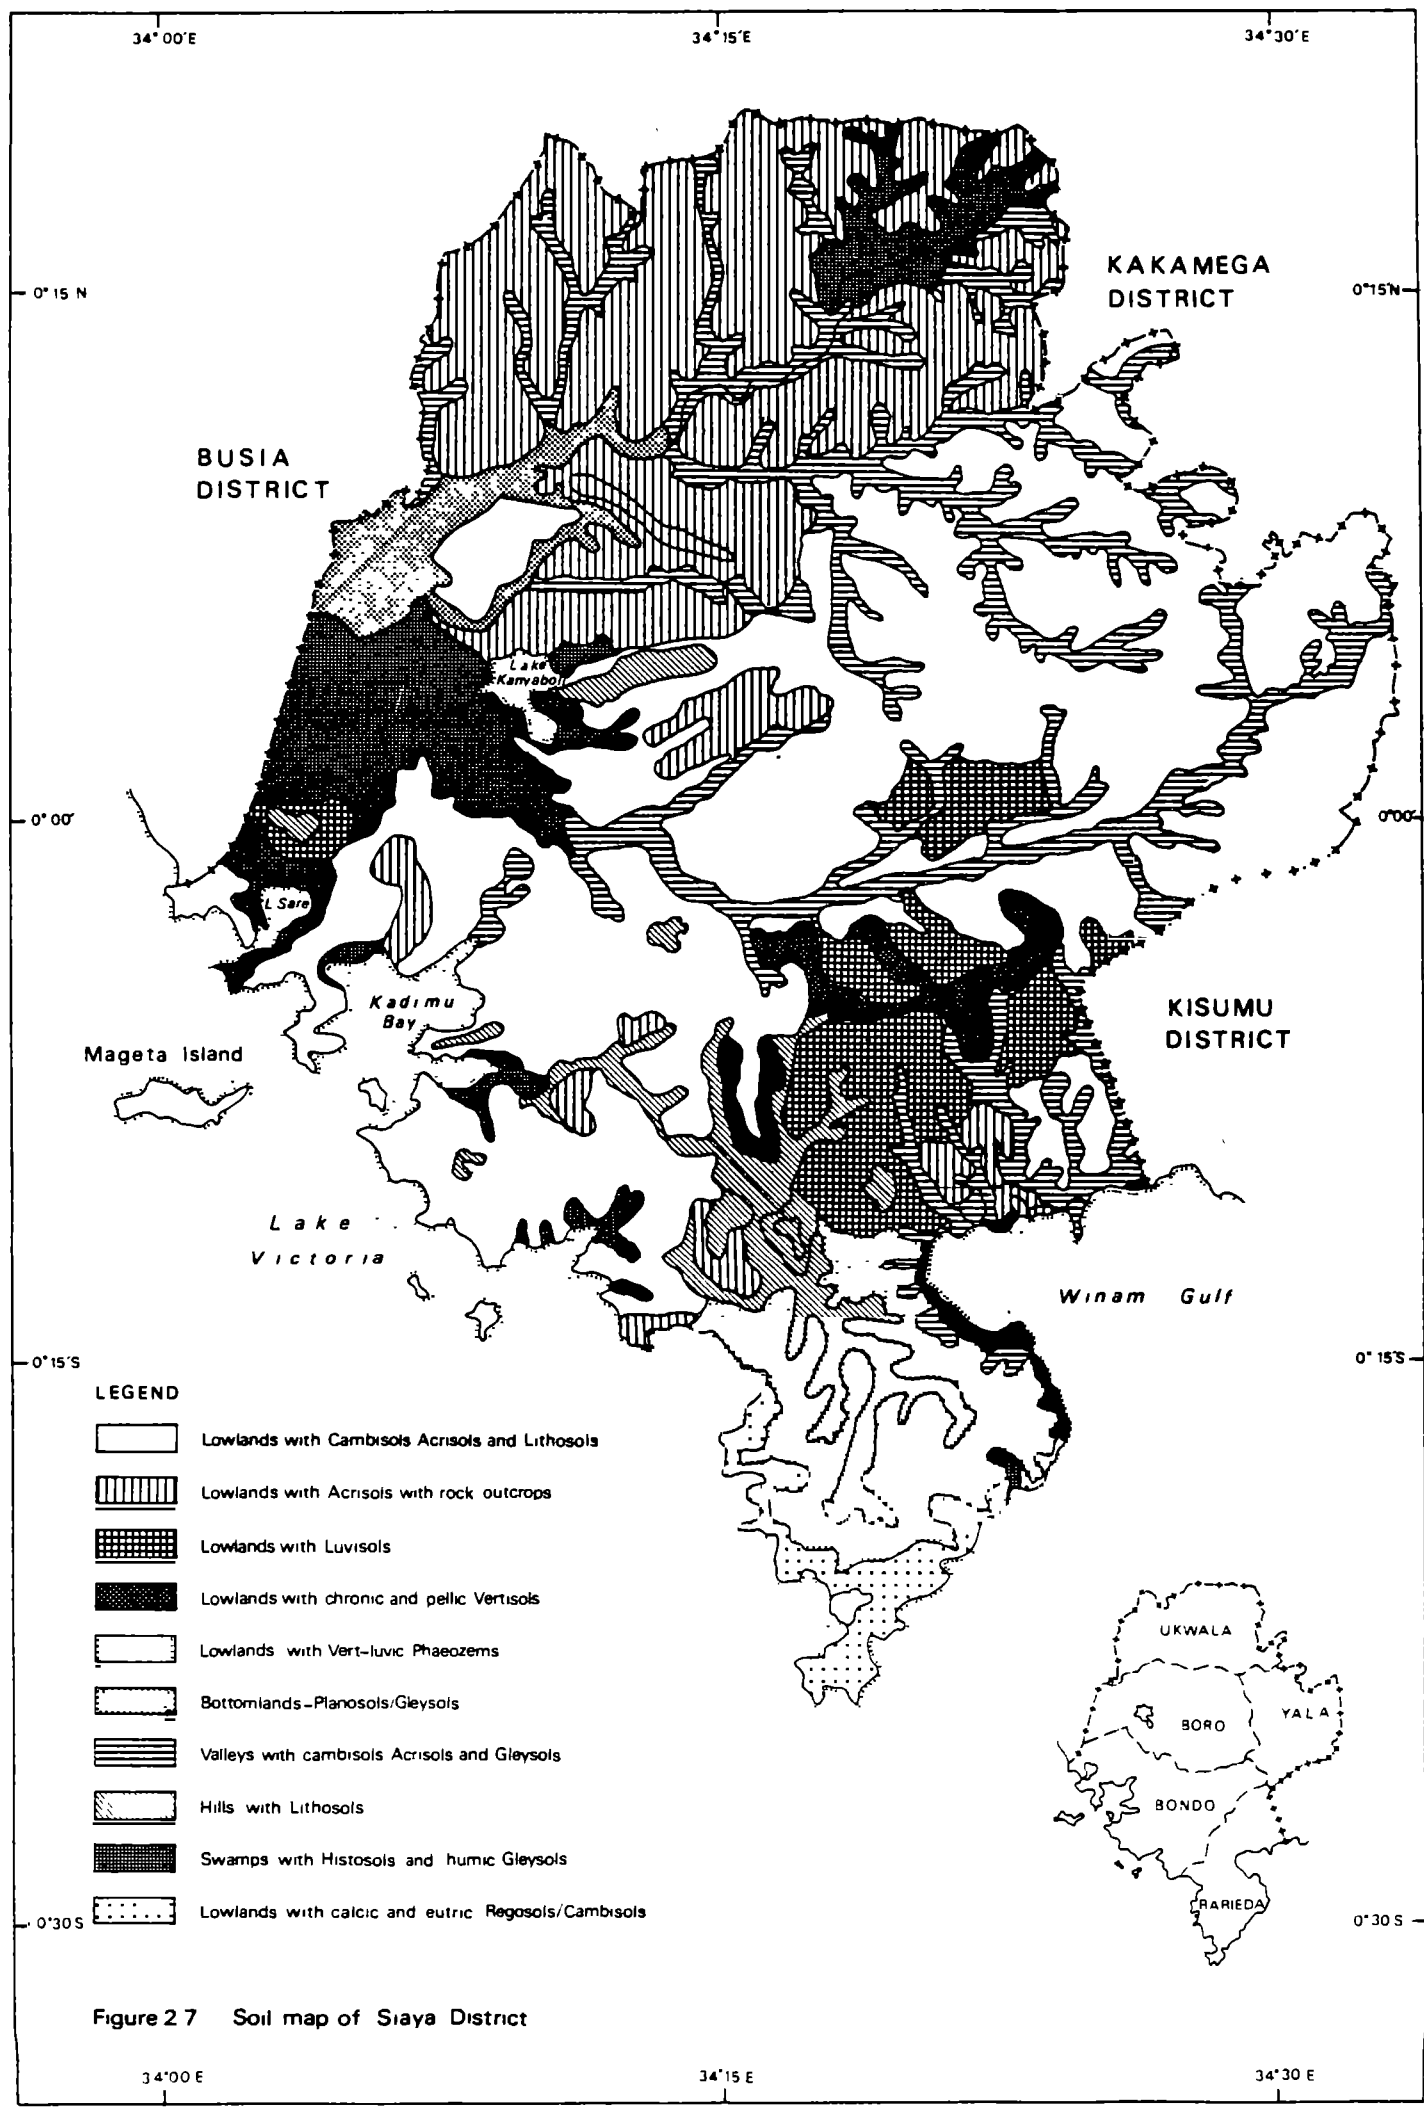 34°00'E 34°15'E 34°30'E
KAKAMEGA
DISTRICT
0°15 N 0°15'N
BUSIA
DISTRICT
Lake
Kanyaboli
0°00' 0°00'
L Sare
Kadimu
Bay
KISUMU
DISTRICT
Mageta Island
Lake
Victoria
Winam Gulf
0°15'S 0°15'S
LEGEND
Lowlands with Cambisols Acrisols and Lithosols
Lowlands with Acrisols with rock outcrops
Lowlands with Luvisols
Lowlands with chronic and pellic Vertisols
Lowlands with Vert-luvic Phaeozems
Bottomlands-Planosols/Gleysols
Valleys with cambisols Acrisols and Gleysols
Hills with Lithosols
Swamps with Histosols and humic Gleysols
Lowlands with calcic and eutric Regosols/Cambisols
UKWALA
BORO
YALA
BONDO
RARIEDA
0°30S 0°30S
Figure 2 7 Soil map of Siaya District
34°00 E 34°15 E 34°30 E